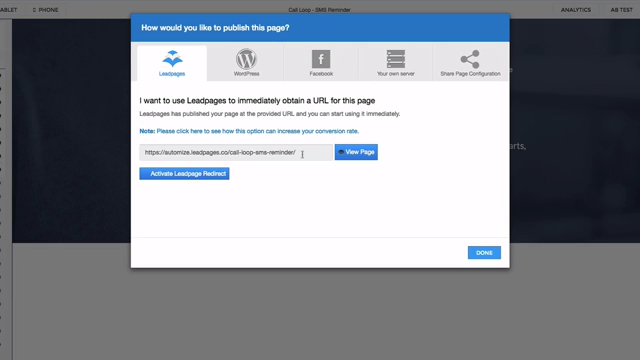 ABLET
PHONE
Call Loop - SMS Reminder
ANALYTICS
AB TEST
How would you like to publish this page?
Leadpages
WordPress
Facebook
Your own server
Share Page Configuration
I want to use Leadpages to immediately obtain a URL for this page
Leadpages has published your page at the provided URL and you can start using it immediately.
Note: Please click here to see how this option can increase your conversion rate.
https://automize.leadpages.co/call-loop-sms-reminder/
View Page
Activate Leadpage Redirect
arts,
DONE